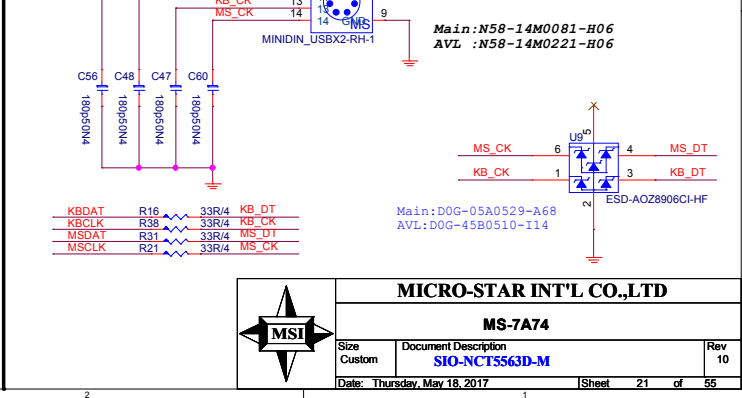 KB_CK 13
MS_CK 14
13
14 GND
MS
9
MINIDIN_USBX2-RH-1
Main:N58-14M0081-H06
AVL :N58-14M0221-H06
C56 C48 C47 C60
180p50N4 180p50N4 180p50N4 180p50N4
U9
5
MS_CK 6 4 MS_DT
KB_CK 1 3 KB_DT
2
ESD-AOZ8906CI-HF
Main:D0G-05A0529-A68
AVL:D0G-45B0510-I14
KBDAT R16 33R/4 KB_DT
KBCLK R38 33R/4 KB_CK
MSDAT R31 33R/4 MS_DT
MSCLK R21 33R/4 MS_CK
MSI
MICRO-STAR INT'L CO.,LTD
MS-7A74
Size Document Description Rev
Custom SIO-NCT5563D-M 10
Date: Thursday, May 18, 2017 Sheet 21 of 55
2 1